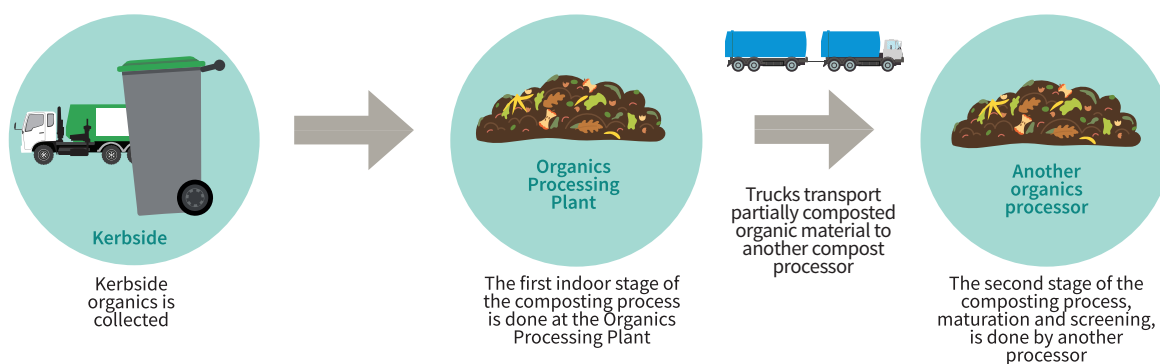 Kerbside
Kerbside
organics is
collected
Organics
Processing
Plant
The first indoor stage of
the composting process
is done at the Organics
Processing Plant
Trucks transport
partially composted
organic material to
another compost
processor
Another
organics
processor
The second stage of the
composting process,
maturation and screening,
is done by another
processor